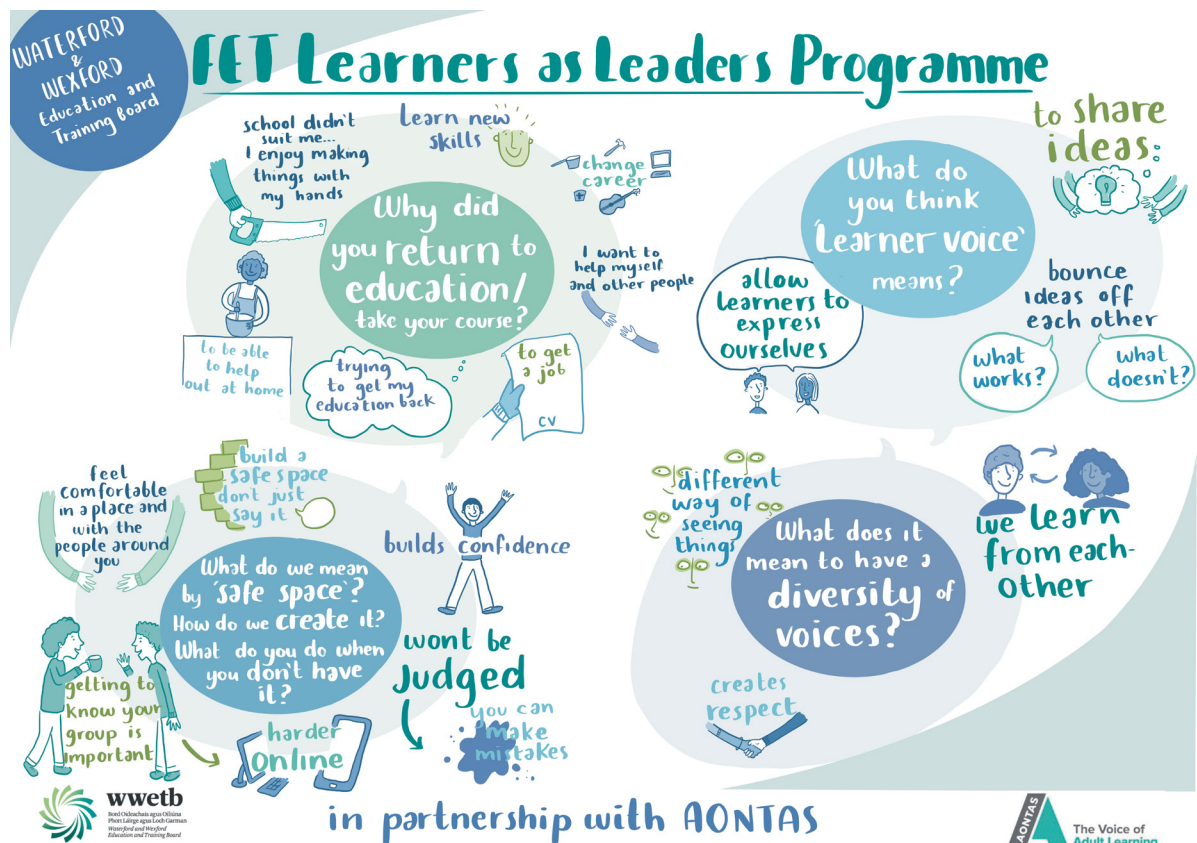 WATERFORD
&
WEXFORD
Education and
Training Board
FET Learners as Leaders Programme
school didn't
suit me...
I enjoy making
things with
my hands
Learn new
skills
change
career
Why did
you return to
education/
take your course?
I want to
help myself
and other people
to be able
to help
out at home
trying
to get my
education back
to get
a job
CV
What do
you think
'Learner voice'
means?
to share
ideas:
allow
Learners to
express
ourselves
bounce
ideas off
each other
what
works?
what
doesn't?
feel
comfortable
in a place and
with the
people around
you
build a
safe space
dont just
say it
builds confidence
What do we mean
by 'safe space'?
How do we create it?
What do you do when
you don't have
it?
wont be
Judged
you can
make
mistakes
getting to
know your
group is
important
harder
Online
different
way of
seeing
things
What does it
mean to have a
diversity of
voices?
we learn
from each-
other
creates
respect
wwetb
Bord Oideachais agus Oiliúna
Phort Láirge agus Loch Garman
Waterford and Wexford
Education and Training Board
in partnership with AONTAS
AONTAS
The Voice of
Adult Learning